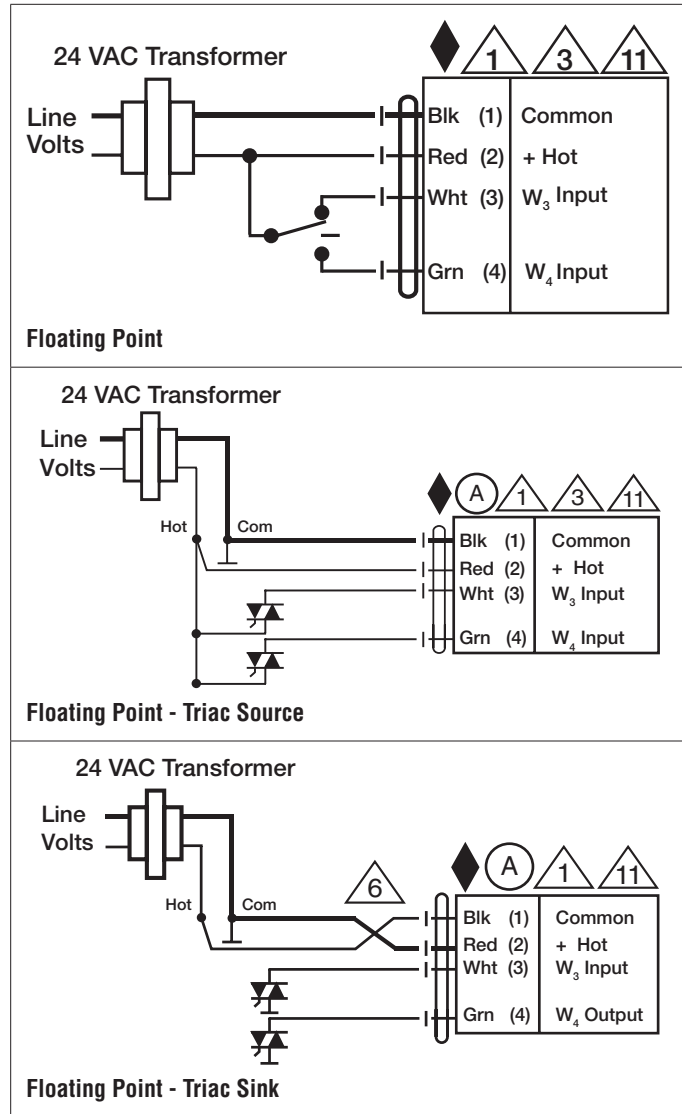 24 VAC Transformer
1 3 11
Line
Volts
Blk (1) Common
Red (2) + Hot
Wht (3) W₃ Input
Grn (4) W₄ Input
Floating Point
24 VAC Transformer
Line
Volts
A 1 3 11
Hot Com
Blk (1) Common
Red (2) + Hot
Wht (3) W₃ Input
Grn (4) W₄ Input
Floating Point - Triac Source
24 VAC Transformer
Line
Volts
6 A 1 11
Hot Com
Blk (1) Common
Red (2) + Hot
Wht (3) W₃ Input
Grn (4) W₄ Output
Floating Point - Triac Sink